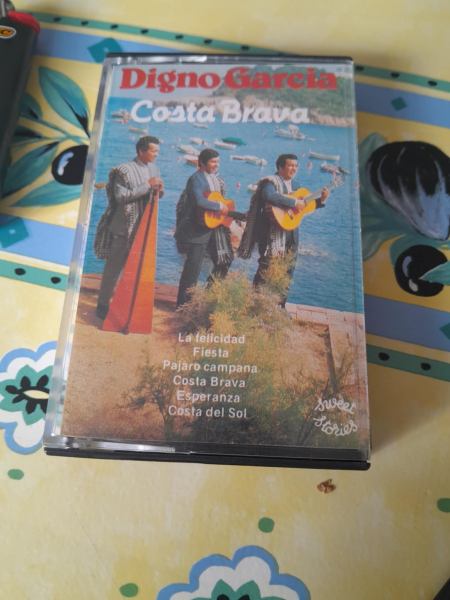 Digno Garcia
Costa Brava
La felicidad
Fiesta
Pajaro campana
Costa Brava
Esperanza
Costa del Sol
sweet
stories